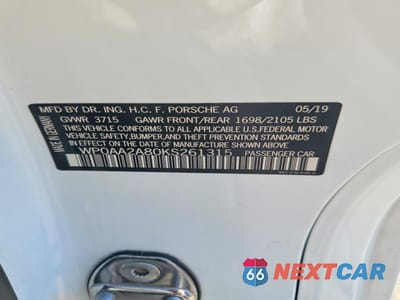 MFD BY DR. ING. H.C. F. PORSCHE AG 05/19
GVWR 3715 GAWR FRONT/REAR 1698/2105 LBS
THIS VEHICLE CONFORMS TO ALL APPLICABLE U.S.FEDERAL MOTOR
VEHICLE SAFETY, BUMPER, AND THEFT PREVENTION STANDARDS
IN EFFECT ON THE DATE OF MANUFACTURE SHOWN ABOVE.
WP0AA2A80KS261315 PASSENGER CAR
MADE IN GERMANY
66 NEXTCAR